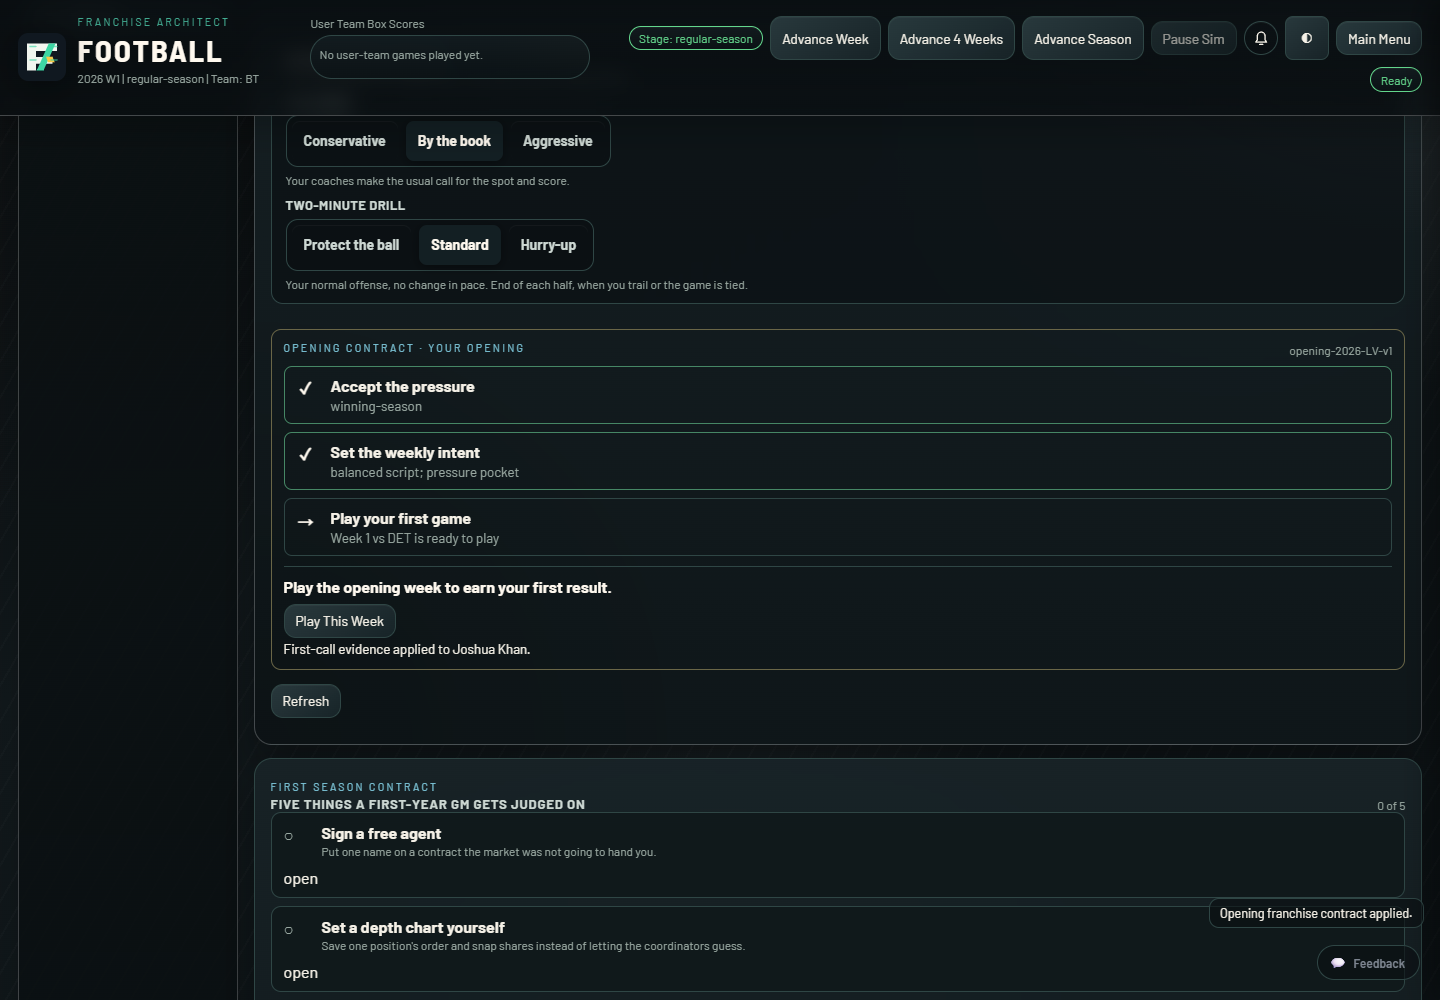 FRANCHISE ARCHITECT
FOOTBALL
2026 W1 | regular-season | Team: BT
User Team Box Scores
No user-team games played yet.
Stage: regular-season
Advance Week
Advance 4 Weeks
Advance Season
Pause Sim
Main Menu
Ready
Conservative
By the book
Aggressive
Your coaches make the usual call for the spot and score.
TWO-MINUTE DRILL
Protect the ball
Standard
Hurry-up
Your normal offense, no change in pace. End of each half, when you trail or the game is tied.
OPENING CONTRACT · YOUR OPENING
opening-2026-LV-v1
✓ Accept the pressure
winning-season
✓ Set the weekly intent
balanced script; pressure pocket
→ Play your first game
Week 1 vs DET is ready to play
Play the opening week to earn your first result.
Play This Week
First-call evidence applied to Joshua Khan.
Refresh
FIRST SEASON CONTRACT
FIVE THINGS A FIRST-YEAR GM GETS JUDGED ON
0 of 5
○ Sign a free agent
Put one name on a contract the market was not going to hand you.
open
○ Set a depth chart yourself
Save one position's order and snap shares instead of letting the coordinators guess.
open
Opening franchise contract applied.
Feedback